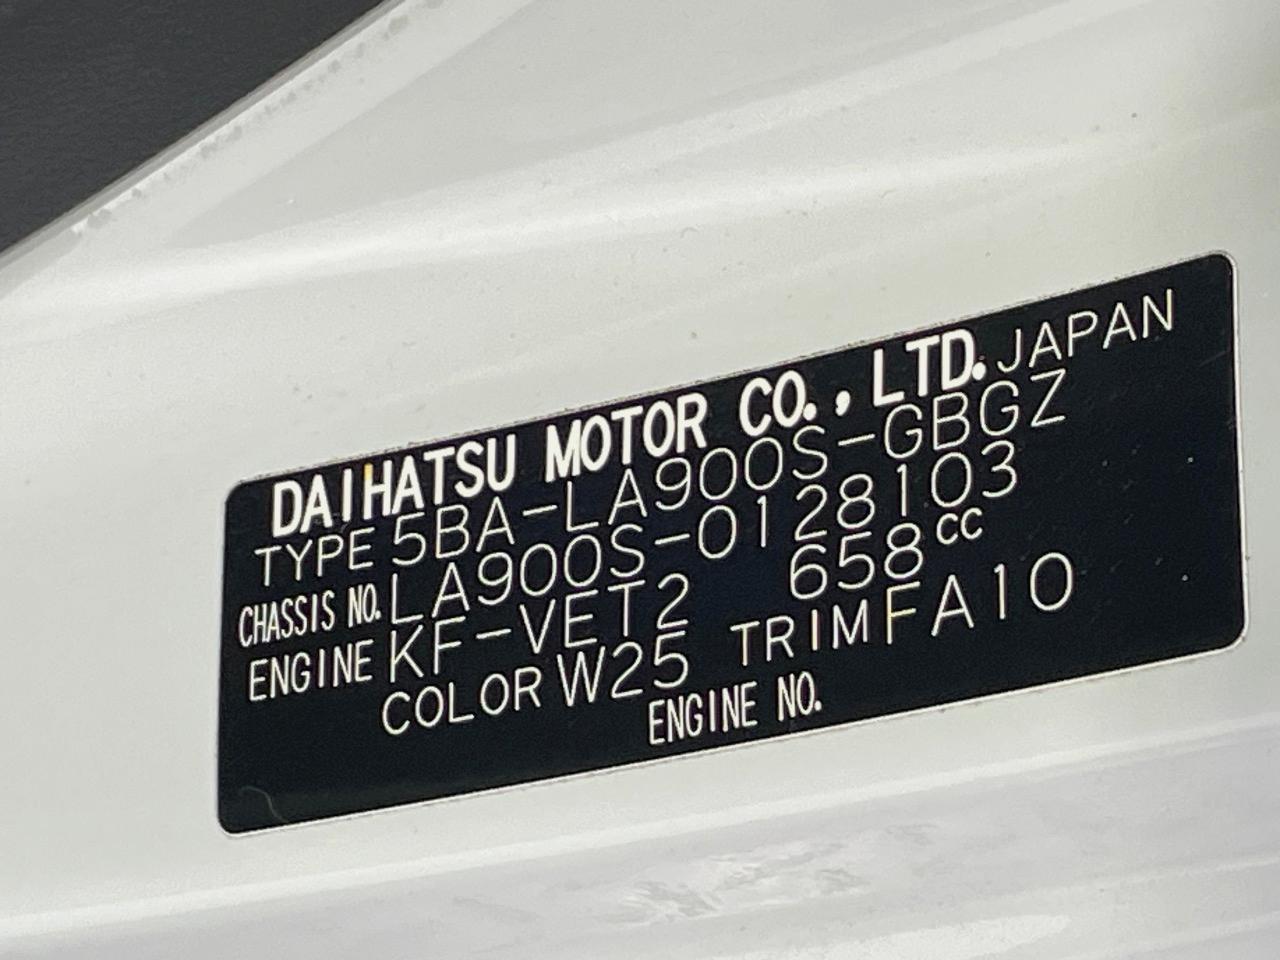 DAIHATSU MOTOR CO., LTD. JAPAN
TYPE 5BA-LA900S-GBGZ
CHASSIS NO. LA900S-0128103
ENGINE KF-VET2 658cc
COLOR W25 TRIM FA10
ENGINE NO.